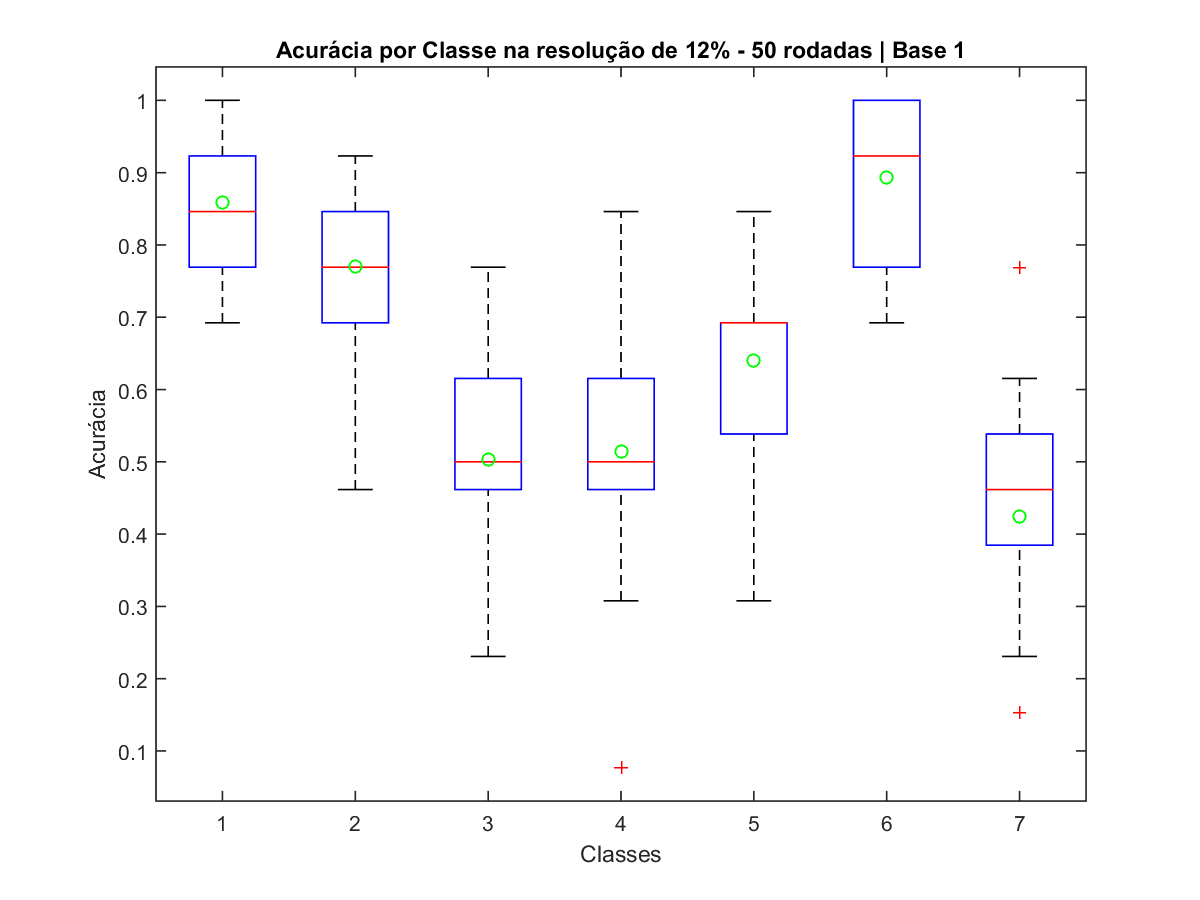 Acurácia por Classe na resolução de 12% - 50 rodadas | Base 1
1
0.9
0.8
0.7
0.6
0.5
0.4
0.3
0.2
0.1
Acurácia
1 2 3 4 5 6 7
Classes